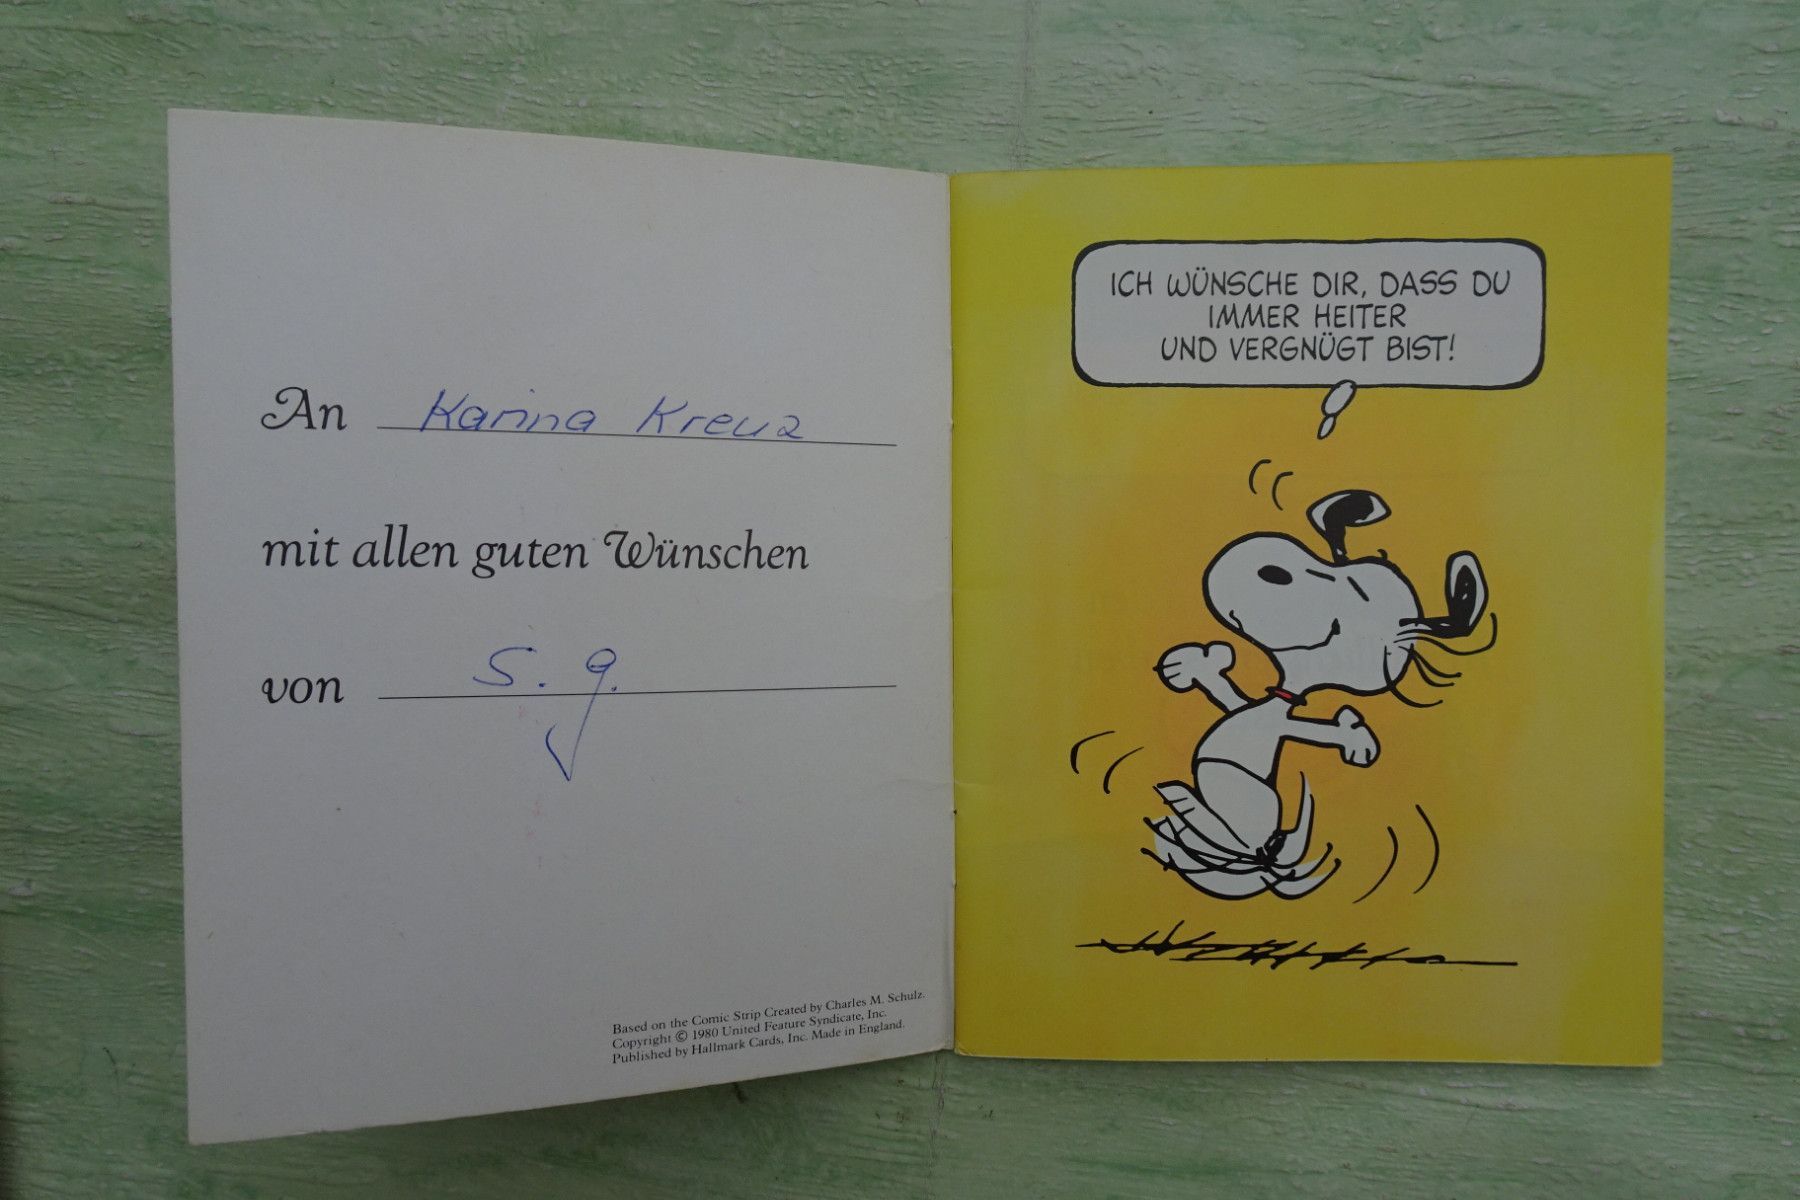 An Karina Kreuz
mit allen guten Wünschen
von S. g.
Based on the Comic Strip Created by Charles M. Schulz.
Copyright © 1980 United Feature Syndicate, Inc.
Published by Hallmark Cards, Inc. Made in England.
ICH WÜNSCHE DIR, DASS DU
IMMER HEITER
UND VERGNÜGT BIST!